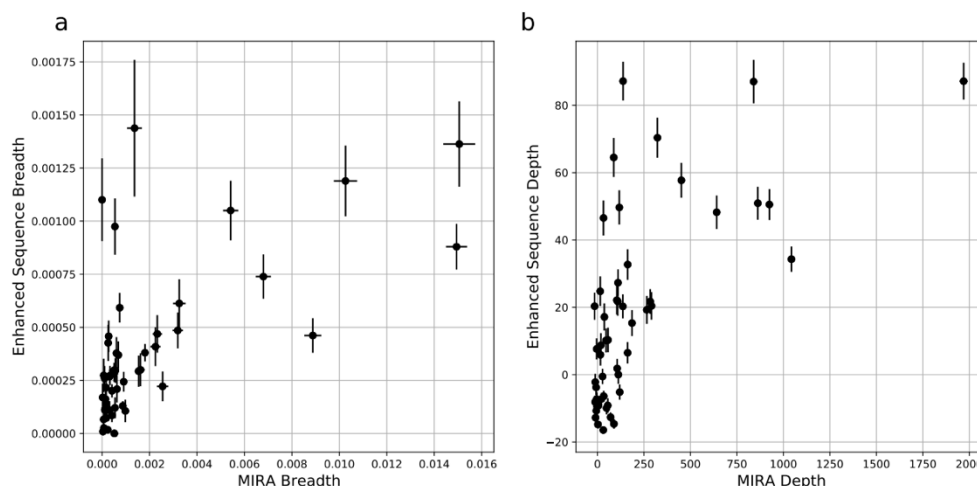 a
b
0.00175
0.00150
0.00125
0.00100
0.00075
0.00050
0.00025
0.00000
Enhanced Sequence Breadth
0.000 0.002 0.004 0.006 0.008 0.010 0.012 0.014 0.016
MIRA Breadth
80
60
40
20
0
−20
Enhanced Sequence Depth
0 250 500 750 1000 1250 1500 1750 2000
MIRA Depth